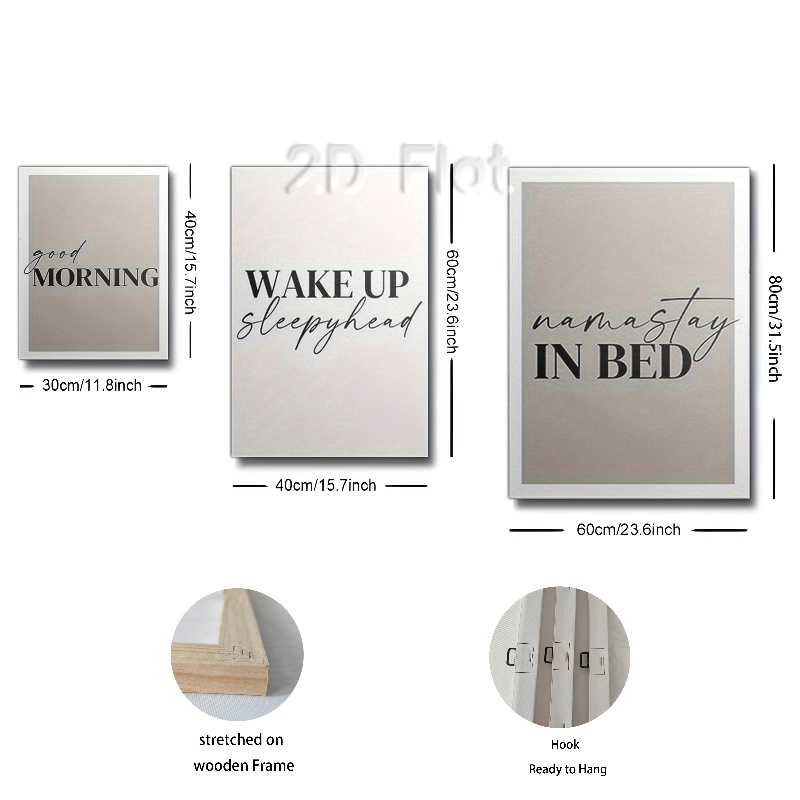 2D Flat
good
MORNING
40cm/15.7inch
30cm/11.8inch
WAKE UP
sleepyhead
60cm/23.6inch
40cm/15.7inch
namastay
IN BED
80cm/31.5inch
60cm/23.6inch
stretched on
wooden Frame
Hook
Ready to Hang